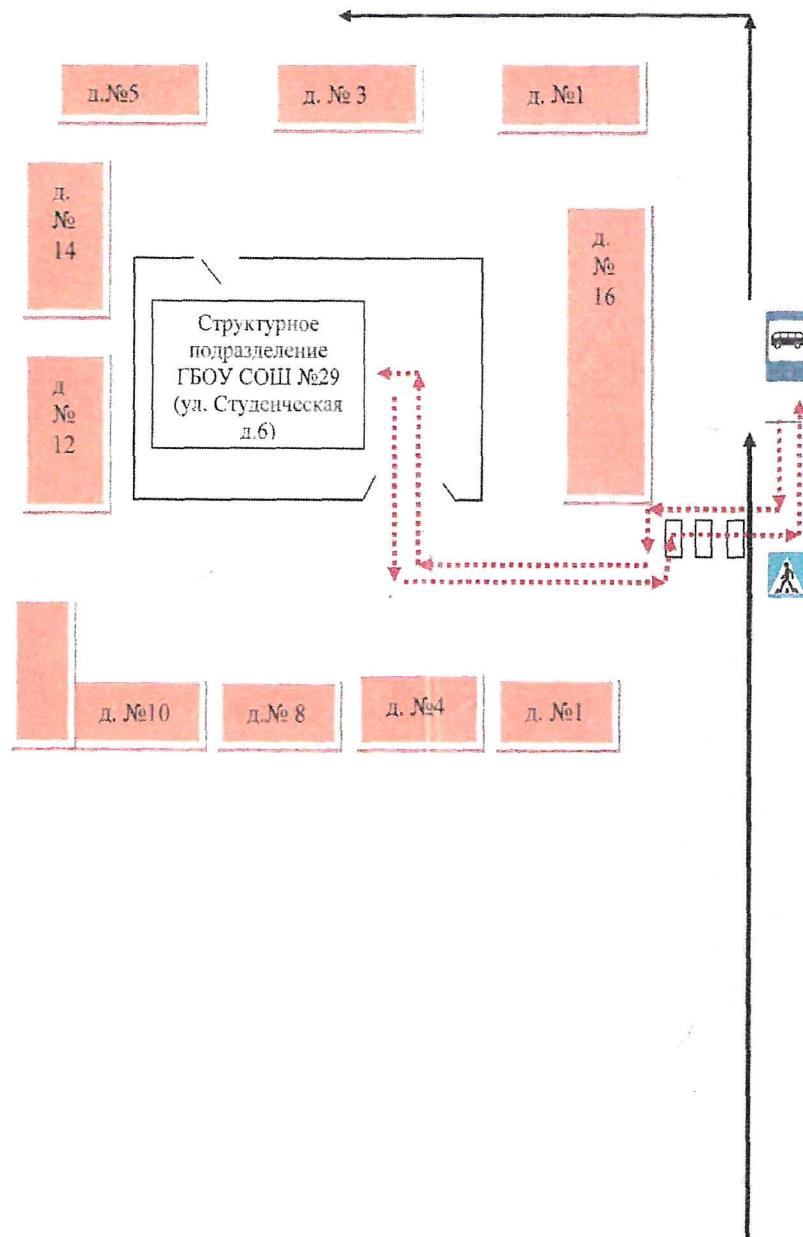 д.№5
д. № 3
д. №1
д.
№
14
д.
№
16
Структурное
подразделение
ГБОУ СОШ №29
(ул. Студенческая
д.6)
д
№
12
д. №10
д.№ 8
д. №4
д. №1